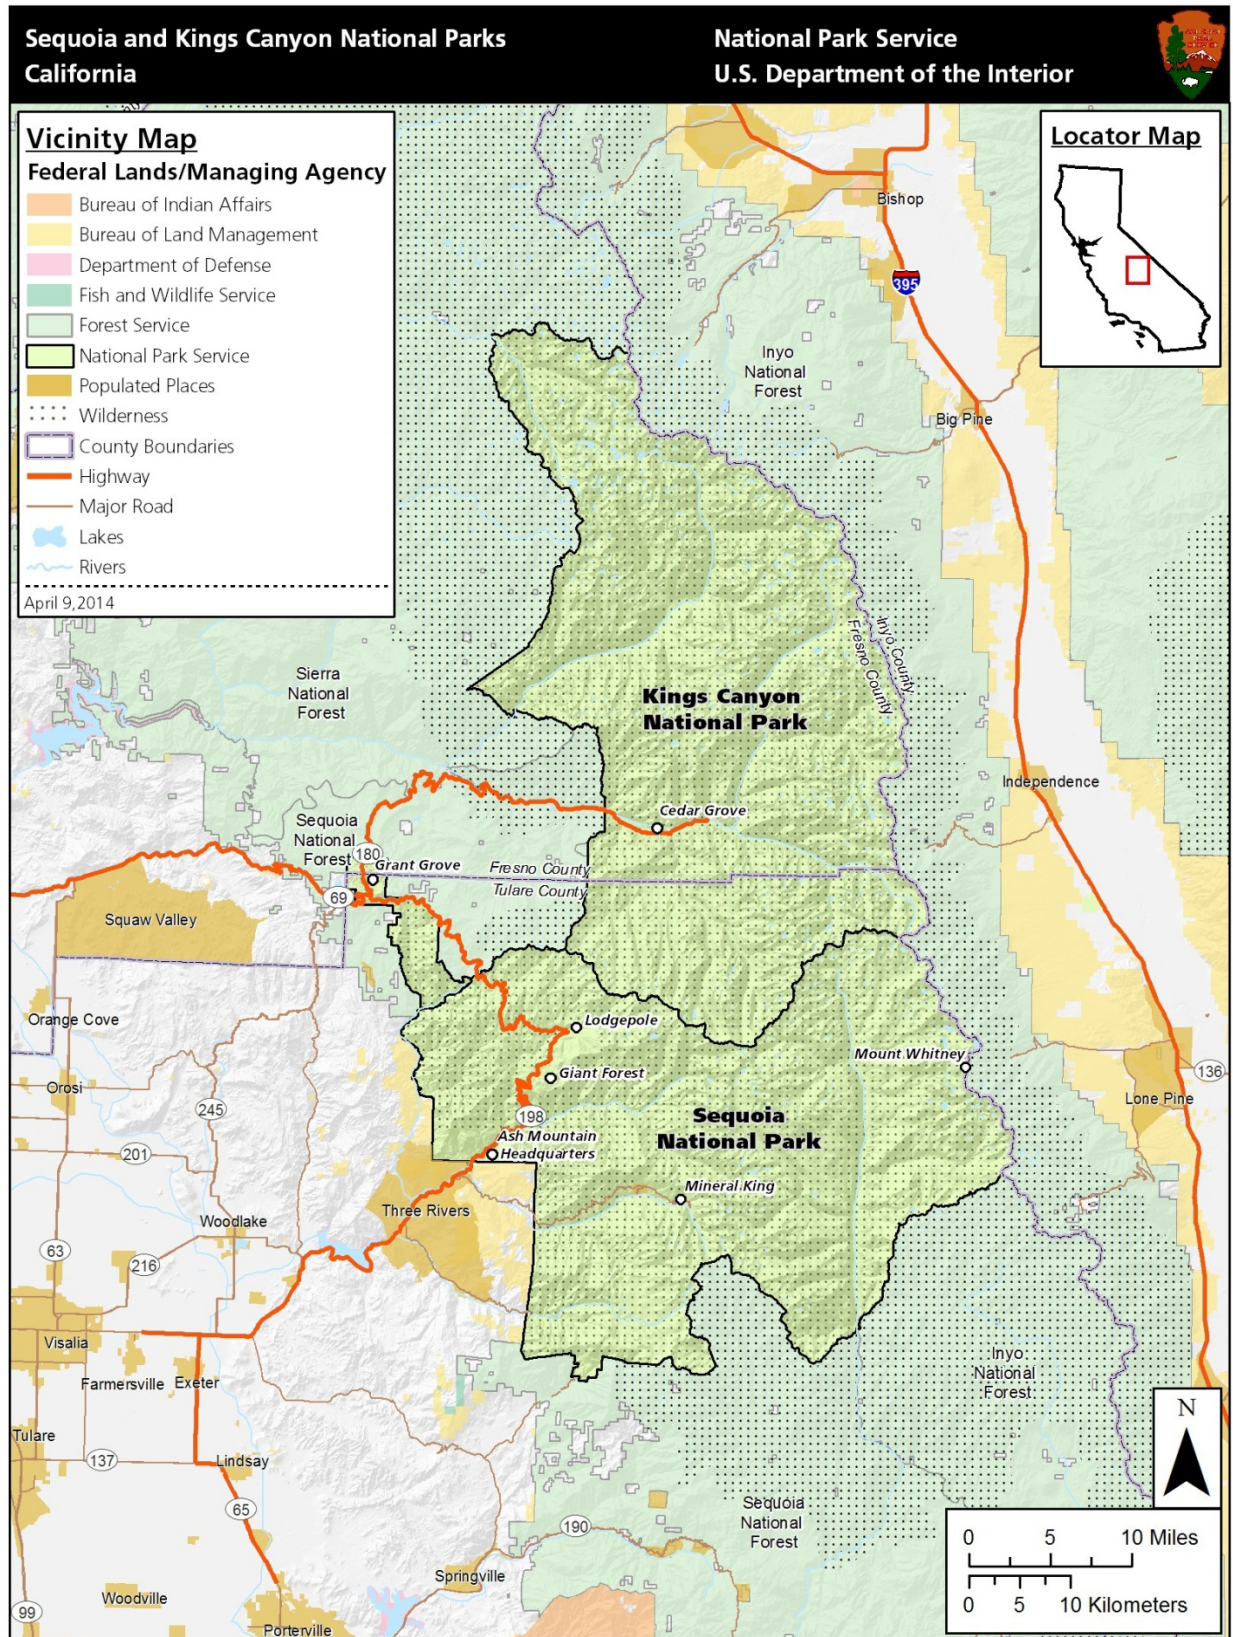 Sequoia and Kings Canyon National Parks
California
National Park Service
U.S. Department of the Interior
Vicinity Map
Federal Lands/Managing Agency
Bureau of Indian Affairs
Bureau of Land Management
Department of Defense
Fish and Wildlife Service
Forest Service
National Park Service
Populated Places
Wilderness
County Boundaries
Highway
Major Road
Lakes
Rivers
April 9,2014
Locator Map
Bishop
395
Inyo
National
Forest
Big Pine
Sierra
National
Forest
Inyo County
Fresno County
Kings Canyon
National Park
Independence
Cedar Grove
Sequoia
National
Forest
180
Grant Grove
Fresno County
Tulare County
69
Squaw Valley
Orange Cove
Lodgepole
Mount Whitney
Giant Forest
136
Orosi
Lone Pine
245
198
Sequoia
National Park
Ash Mountain
Headquarters
201
Mineral King
Three Rivers
Woodlake
63
216
Visalia
Inyo
National
Forest
Farmersville
Exeter
N
Tulare
137
Lindsay
65
Sequoia
National
Forest
190
0 5 10 Miles
Springville
Woodville
0 5 10 Kilometers
99
Porterville